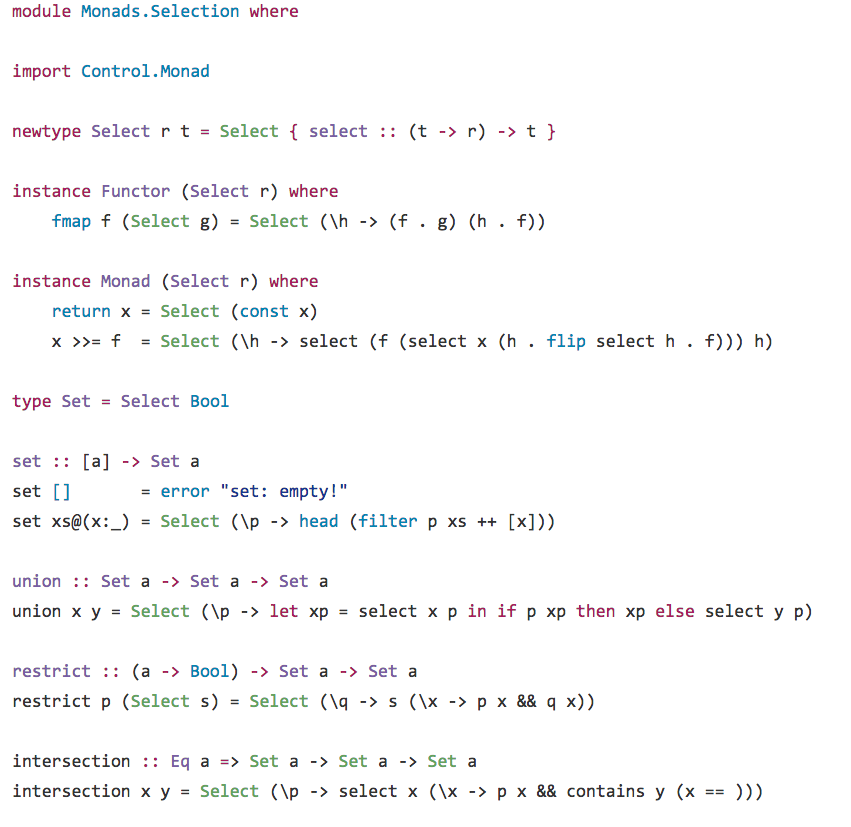 module Monads.Selection where
import Control.Monad
newtype Select r t = Select { select :: (t -> r) -> t }
instance Functor (Select r) where
    fmap f (Select g) = Select (\h -> (f . g) (h . f))
instance Monad (Select r) where
    return x = Select (const x)
    x >>= f  = Select (\h -> select (f (select x (h . flip select h . f))) h)
type Set = Select Bool
set :: [a] -> Set a
set []       = error "set: empty!"
set xs@(x:_) = Select (\p -> head (filter p xs ++ [x]))
union :: Set a -> Set a -> Set a
union x y = Select (\p -> let xp = select x p in if p xp then xp else select y p)
restrict :: (a -> Bool) -> Set a -> Set a
restrict p (Select s) = Select (\q -> s (\x -> p x && q x))
intersection :: Eq a => Set a -> Set a -> Set a
intersection x y = Select (\p -> select x (\x -> p x && contains y (x == )))